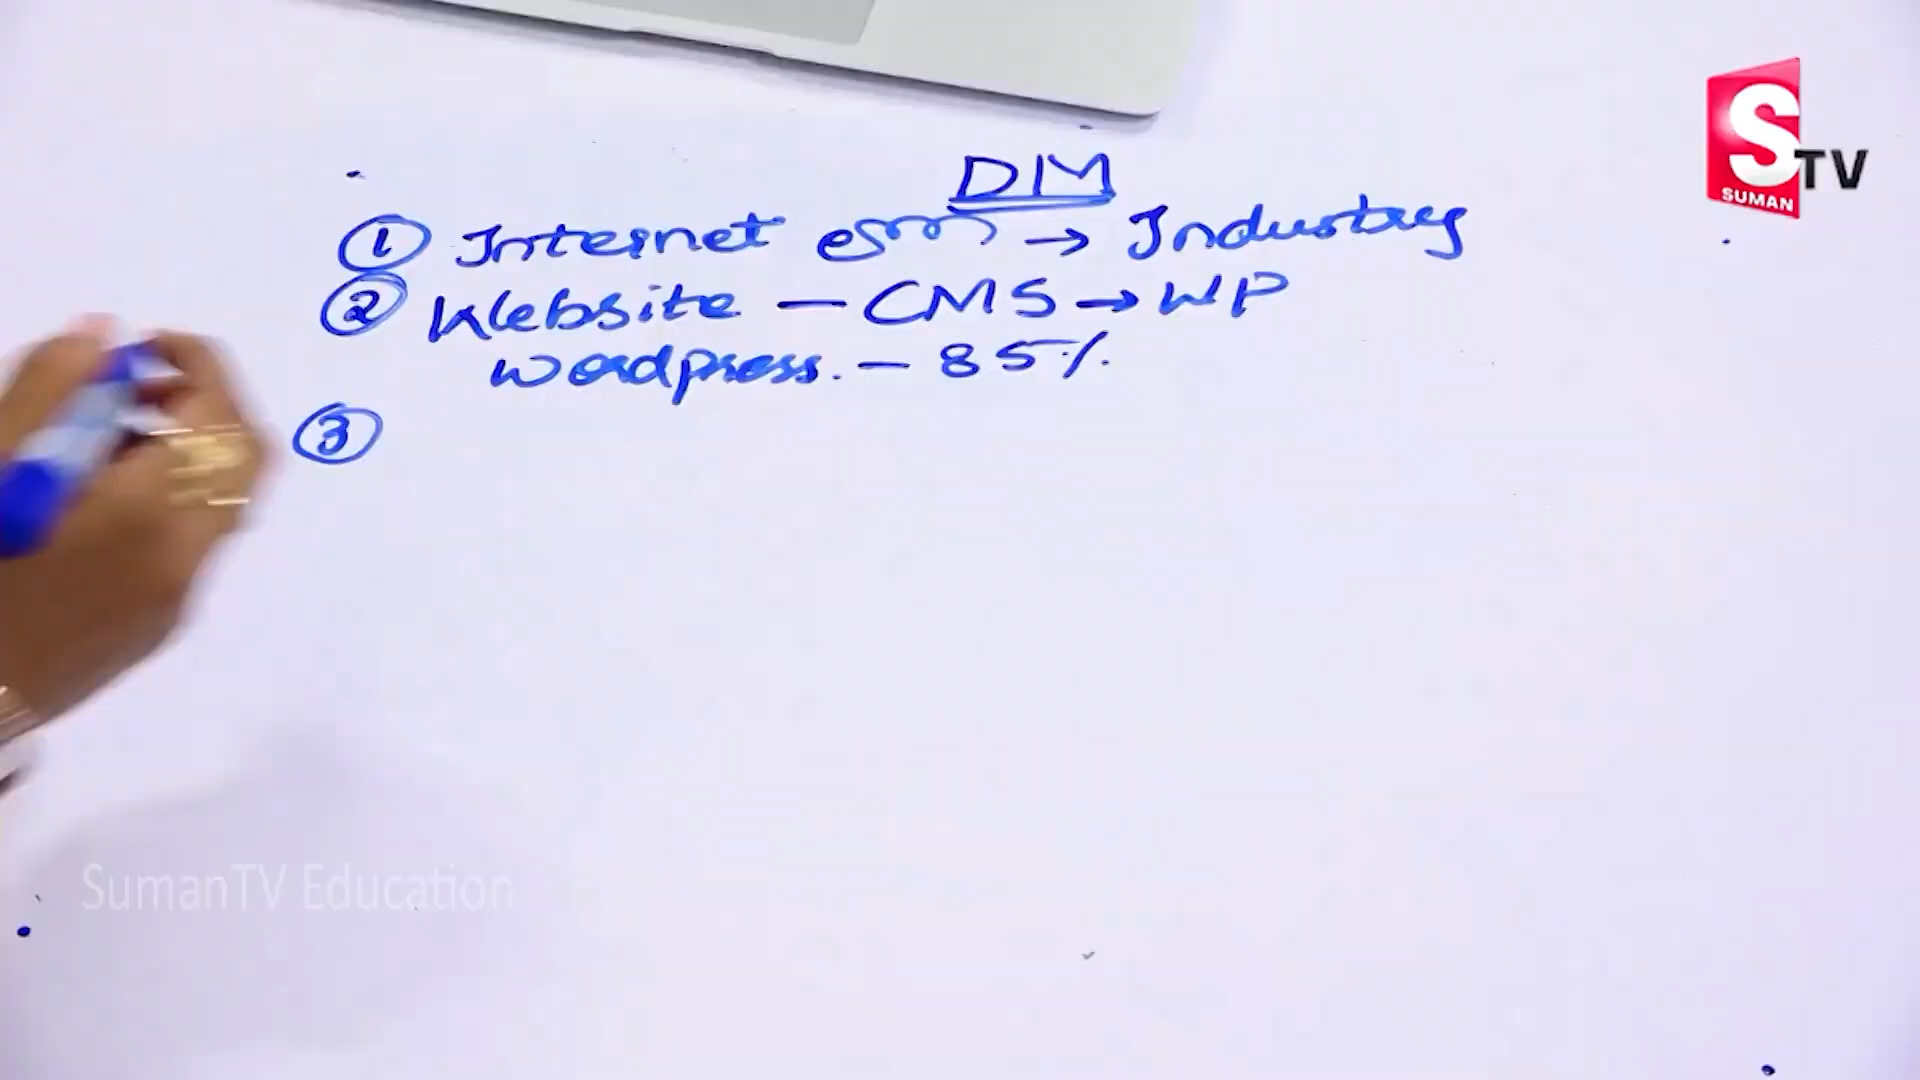 DM
① Internet → Industry
② Website - CMS → WP
Wordpress. - 85%
③
S TV
SUMAN
SumanTV Education